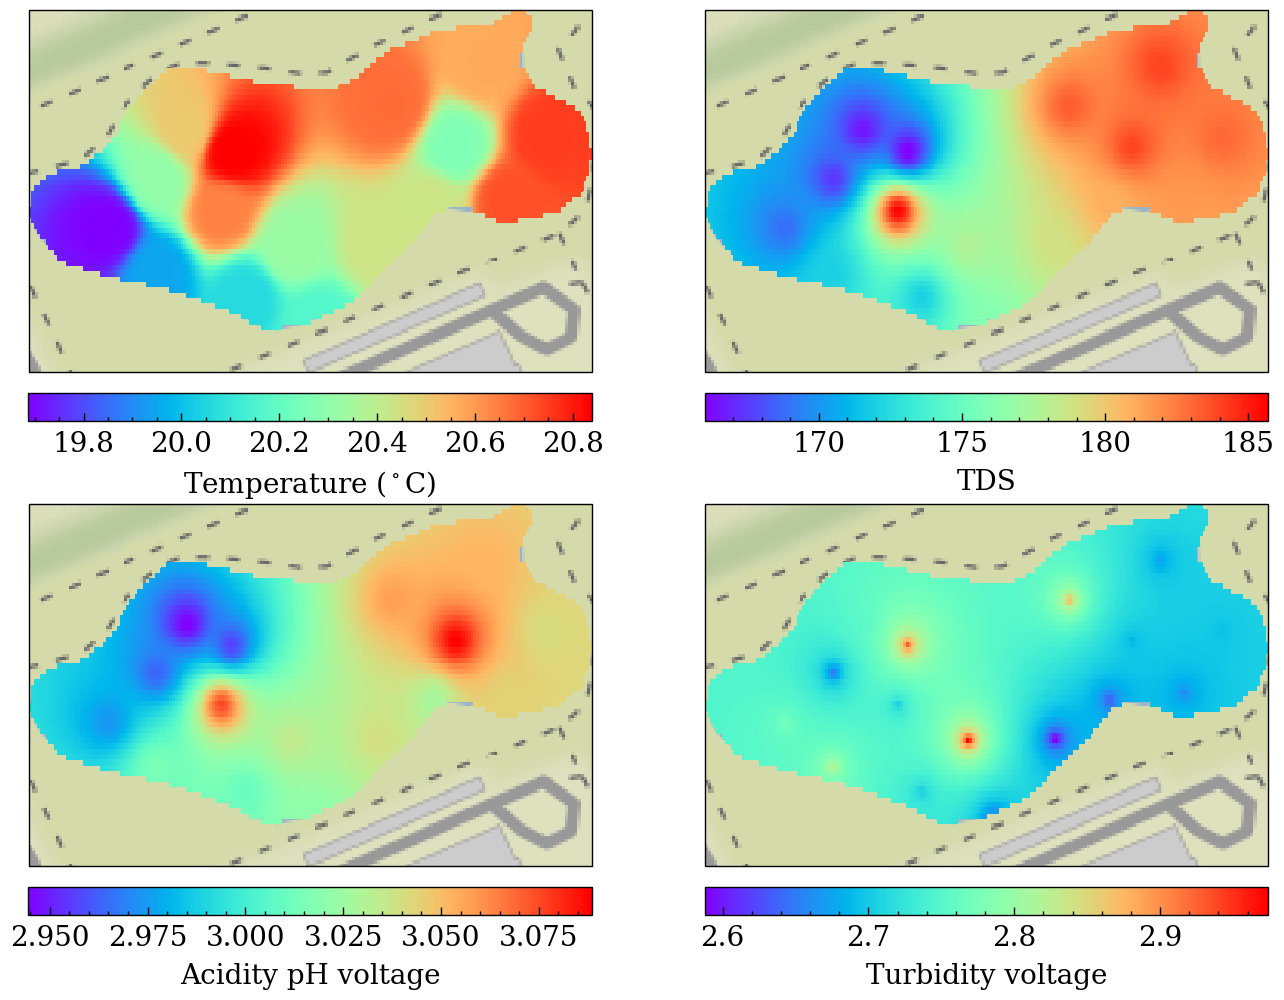 19.8 20.0 20.2 20.4 20.6 20.8
Temperature (°C)
170 175 180 185
TDS
2.950 2.975 3.000 3.025 3.050 3.075
Acidity pH voltage
2.6 2.7 2.8 2.9
Turbidity voltage